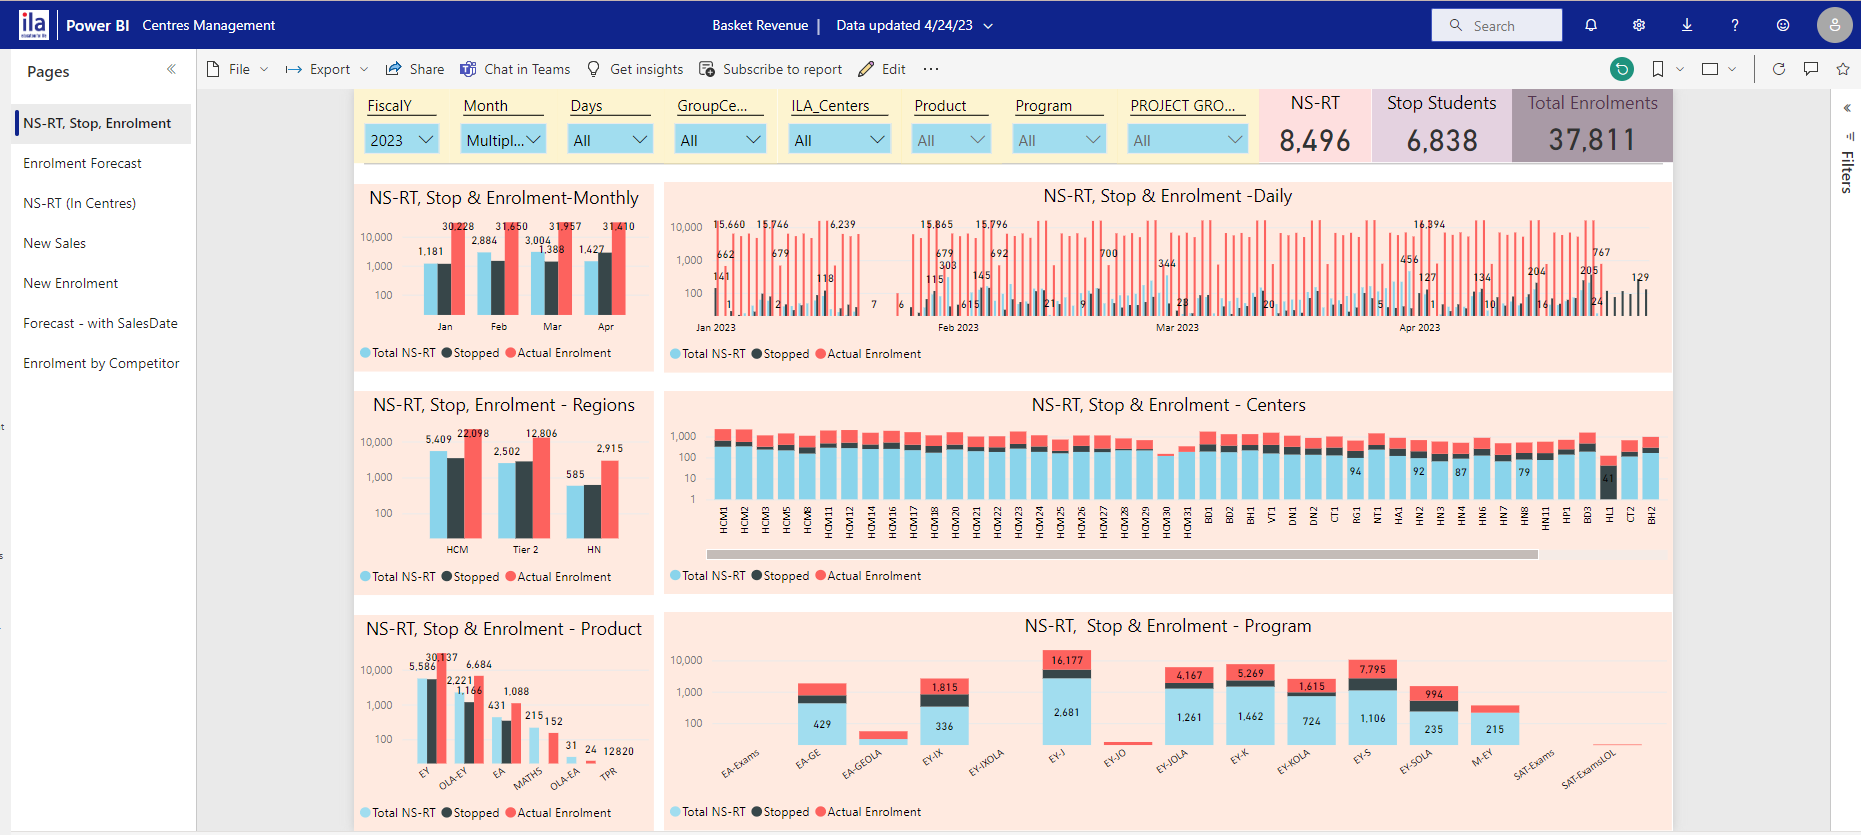 ila
Power BI
Centres Management
Basket Revenue | Data updated 4/24/23
Search
Pages
File
Export
Share
Chat in Teams
Get insights
Subscribe to report
Edit
NS-RT, Stop, Enrolment
Enrolment Forecast
NS-RT (In Centres)
New Sales
New Enrolment
Forecast - with SalesDate
Enrolment by Competitor
FiscalY Month Days GroupCe... ILA_Centers Product Program PROJECT GRO...
2023 Multipl... All All All All All All
NS-RT
8,496
Stop Students
6,838
Total Enrolments
37,811
Filters
NS-RT, Stop & Enrolment-Monthly
10,000
1,000
100
1,181 30,228 2,884 31,650 3,004 1,388 31,957 1,427 31,410
Jan Feb Mar Apr
Total NS-RT Stopped Actual Enrolment
NS-RT, Stop & Enrolment -Daily
10,000
1,000
100
15,660 15,746 6,239 15,865 15,796 16,394
662 679 679 692 700 456 767
141 118 115 303 145 344 127 134 204 205 129
1 2 7 6 615 21 9 28 20 5 1 10 16 24
Jan 2023 Feb 2023 Mar 2023 Apr 2023
Total NS-RT Stopped Actual Enrolment
NS-RT, Stop, Enrolment - Regions
10,000
1,000
100
5,409 22,098 2,502 12,806 585 2,915
HCM Tier 2 HN
Total NS-RT Stopped Actual Enrolment
NS-RT, Stop & Enrolment - Centers
1,000
100
10
1
94 92 87 79 41
HCM1 HCM2 HCM3 HCM5 HCM8 HCM11 HCM12 HCM14 HCM16 HCM17 HCM18 HCM20 HCM21 HCM22 HCM23 HCM24 HCM25 HCM26 HCM27 HCM28 HCM29 HCM30 HCM31 BD1 BD2 BH1 VT1 DN1 DN2 CT1 RG1 NT1 HA1 HN2 HN3 HN4 HN6 HN7 HN8 HN11 HP1 BD3 HL1 CT2 BH2
Total NS-RT Stopped Actual Enrolment
NS-RT, Stop & Enrolment - Product
10,000
1,000
100
5,586 30,137 2,221 1,166 6,684 431 1,088 215 152 31 24 12820
EY OLA-EY EA MATHS OLA-EA TPR
Total NS-RT Stopped Actual Enrolment
NS-RT, Stop & Enrolment - Program
10,000
1,000
100
429 1,815 336 16,177 2,681 4,167 1,261 5,269 1,462 1,615 724 7,795 1,106 994 235 215
EA-Exams EA-GE EA-GEOLA EY-IX EY-IXOLA EY-J EY-JO EY-JOLA EY-K EY-KOLA EY-S EY-SOLA M-EY SAT-Exams SAT-ExamsLOL
Total NS-RT Stopped Actual Enrolment